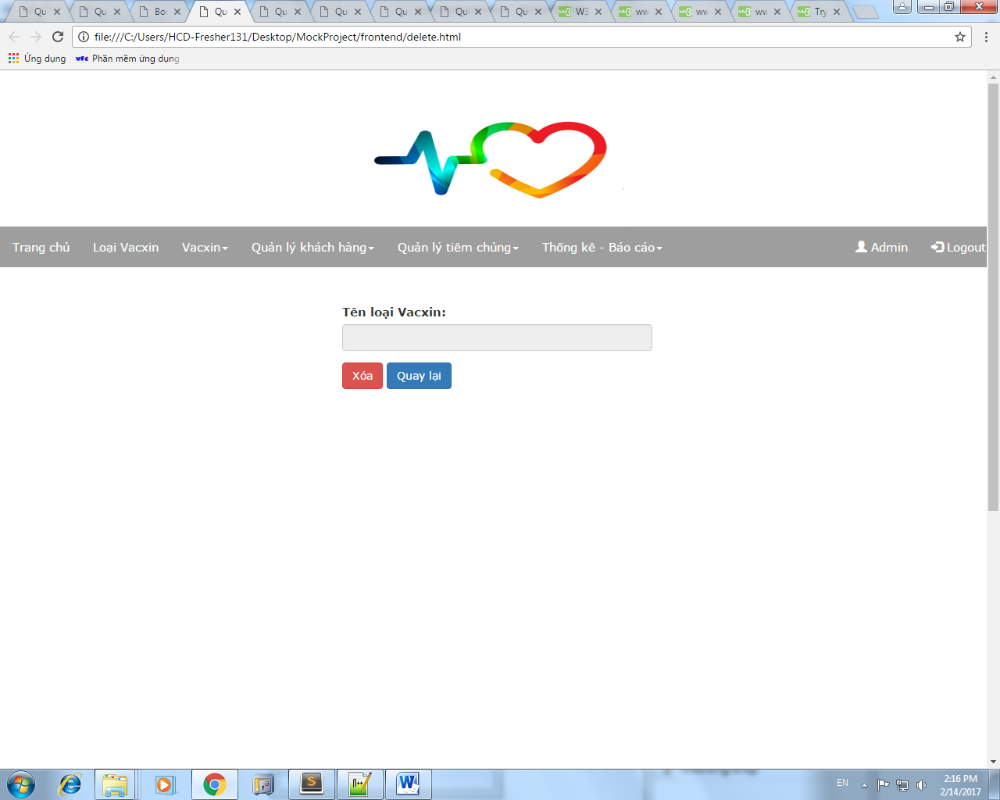 Qu Qu Bo Qu Qu Qu Qu Qu Qu W3 ww ww ww Try
file:///C:/Users/HCD-Fresher131/Desktop/MockProject/frontend/delete.html
Ứng dụng VFC Phần mềm ứng dụng
Trang chủ Loại Vacxin Vacxin Quản lý khách hàng Quản lý tiêm chủng Thống kê - Báo cáo Admin Logout
Tên loại Vacxin:
Xóa Quay lại
EN 2:16 PM
2/14/2017